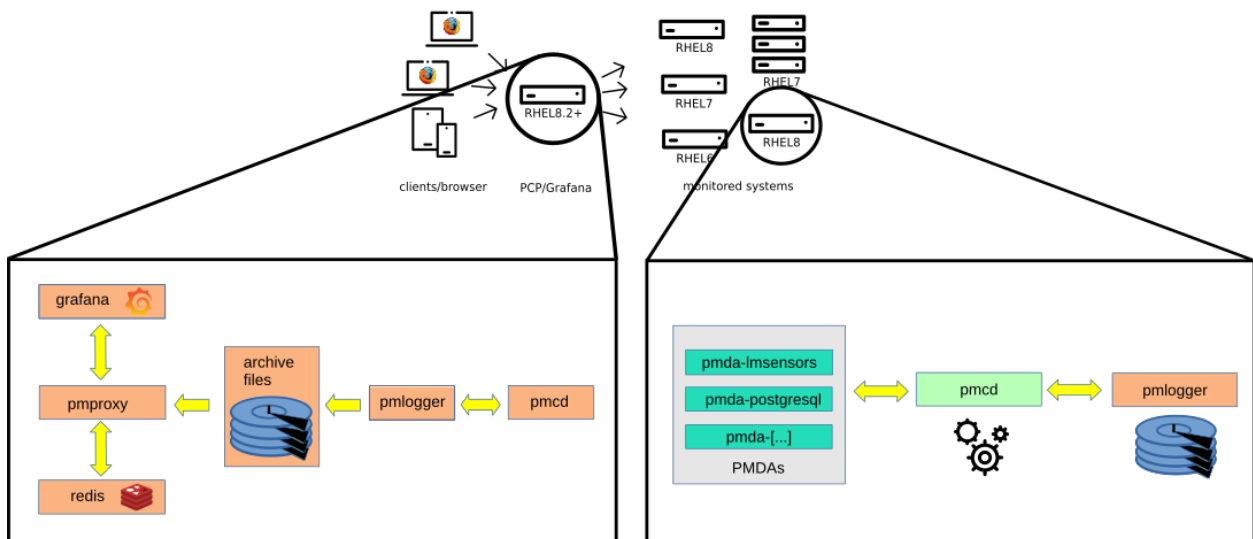 RHEL8
RHEL7
RHEL7
RHEL8.2+
RHEL8
RHEL6
clients/browser
PCP/Grafana
monitored systems
grafana
pmproxy
redis
archive
files
pmlogger
pmcd
pmda-lmsensors
pmda-postgresql
pmda-[...]
PMDAs
pmcd
pmlogger